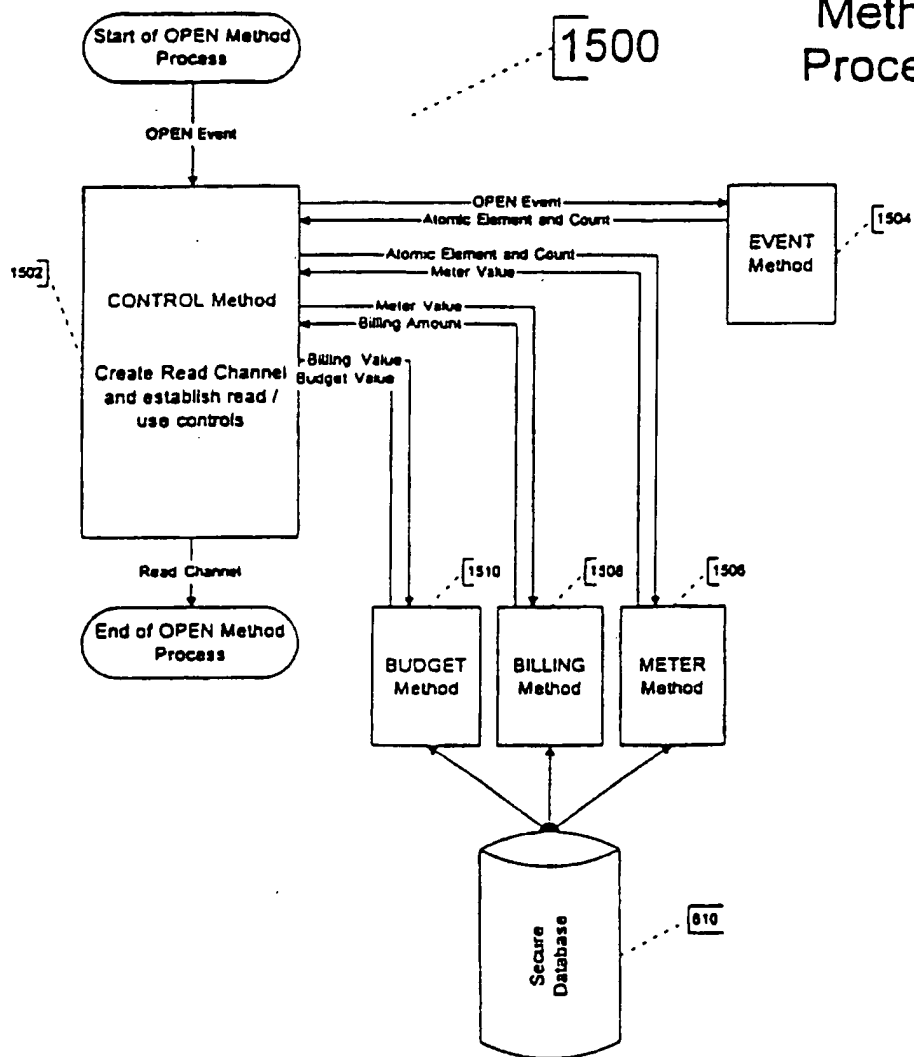 Start of OPEN Method
Process
1500
Meth
Proce
OPEN Event
OPEN Event
Atomic Element and Count
1504
EVENT
Method
Atomic Element and Count
Meter Value
1502
CONTROL Method
Meter Value
Billing Amount
Create Read Channel
and establish read /
use controls
Billing Value
Budget Value
Read Channel
1510
1508
1506
End of OPEN Method
Process
BUDGET
Method
BILLING
Method
METER
Method
Secure
Database
610